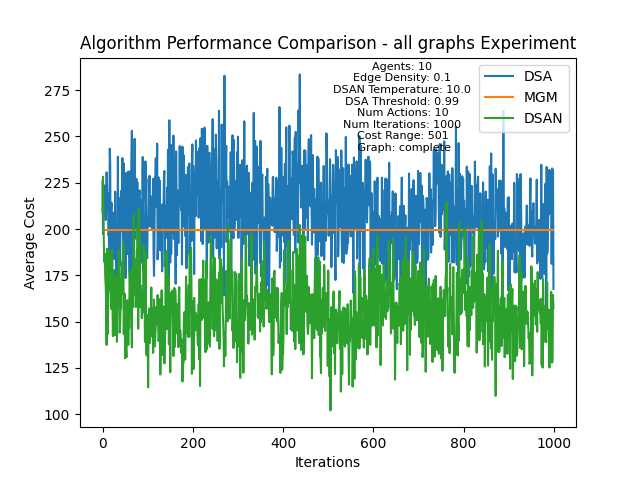 Algorithm Performance Comparison - all graphs Experiment
Agents: 10
Edge Density: 0.1
DSAN Temperature: 10.0
DSA Threshold: 0.99
Num Actions: 10
Num Iterations: 1000
Cost Range: 501
Graph: complete
DSA
MGM
DSAN
Average Cost
275
250
225
200
175
150
125
100
0
200
400
600
800
1000
Iterations